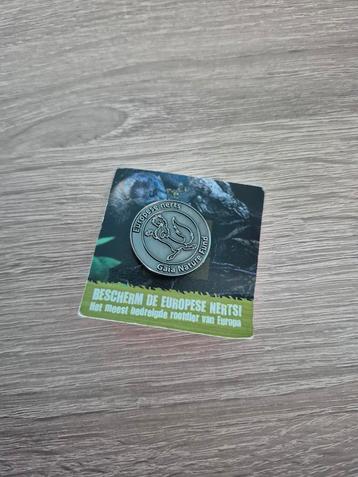 Europese nerts
Gaia Nature Fund
BESCHERM DE EUROPESE NERTS!
Het meest bedreigde roofdier van Europa